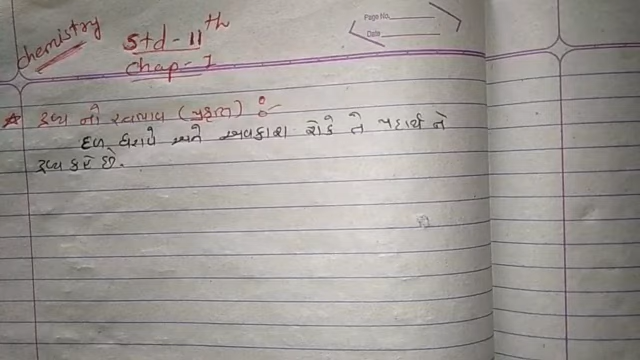 chemistry
Std - 11th
Chap - 1
Page No.
Date
* દ્રવ્ય નો સ્વભાવ (પ્રકૃતિ) :-
દળ ધરાવે અને અવકાશ રોકે તે પદાર્થ ને
દ્રવ્ય કહે છે.